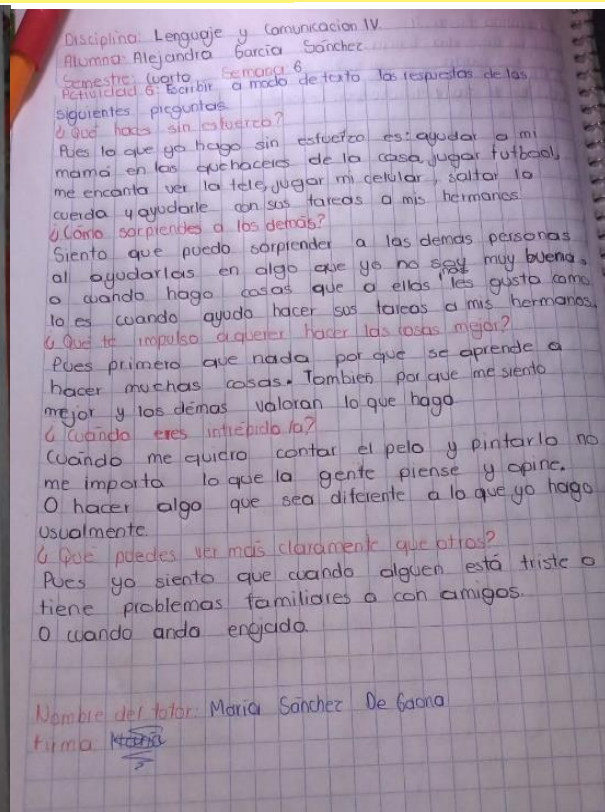 Disciplina: Lenguaje y Comunicacion IV.
Alumna: Alejandra Garcia Sánchez
Semestre: Cuarto Semana 6
Actividad 6: Escribir a modo de texto las respuestas de las
siguientes preguntas.
¿Qué haces sin esfuerzo?
Pues lo que yo hago sin esfuerzo es: ayudar a mi
mamá en los quehaceres de la casa, jugar futbool,
me encanta ver la tele, jugar mi celular, saltar la
cuerda y ayudarle con sus tareas a mis hermanos
¿Cómo sorprendes a los demás?
Siento que puedo sorprender a las demas personas
al ayudarlas en algo que yo no soy muy buena.
o cuando hago cosas que a ellos les gusta como
lo es cuando ayudo hacer sus tareas a mis hermanos.
¿Qué te impulsa a querer hacer las cosas mejor?
Pues primero que nada por que se aprende a
hacer muchas cosas. Tambien por que me siento
mejor y los démas valoran lo que hago
¿Cuándo eres intrépido/a?
Cuándo me quiero contar el pelo y pintarlo no
me importa lo que la gente piense y opine.
O hacer algo que sea diferente a lo que yo hago
usualmente.
¿Qué puedes ver más claramente que otros?
Pues yo siento que cuando alguen está triste o
tiene problemas familiares o con amigos.
O cuando ando enojada.
Nombre del tutor: María Sánchez De Gaona
firma